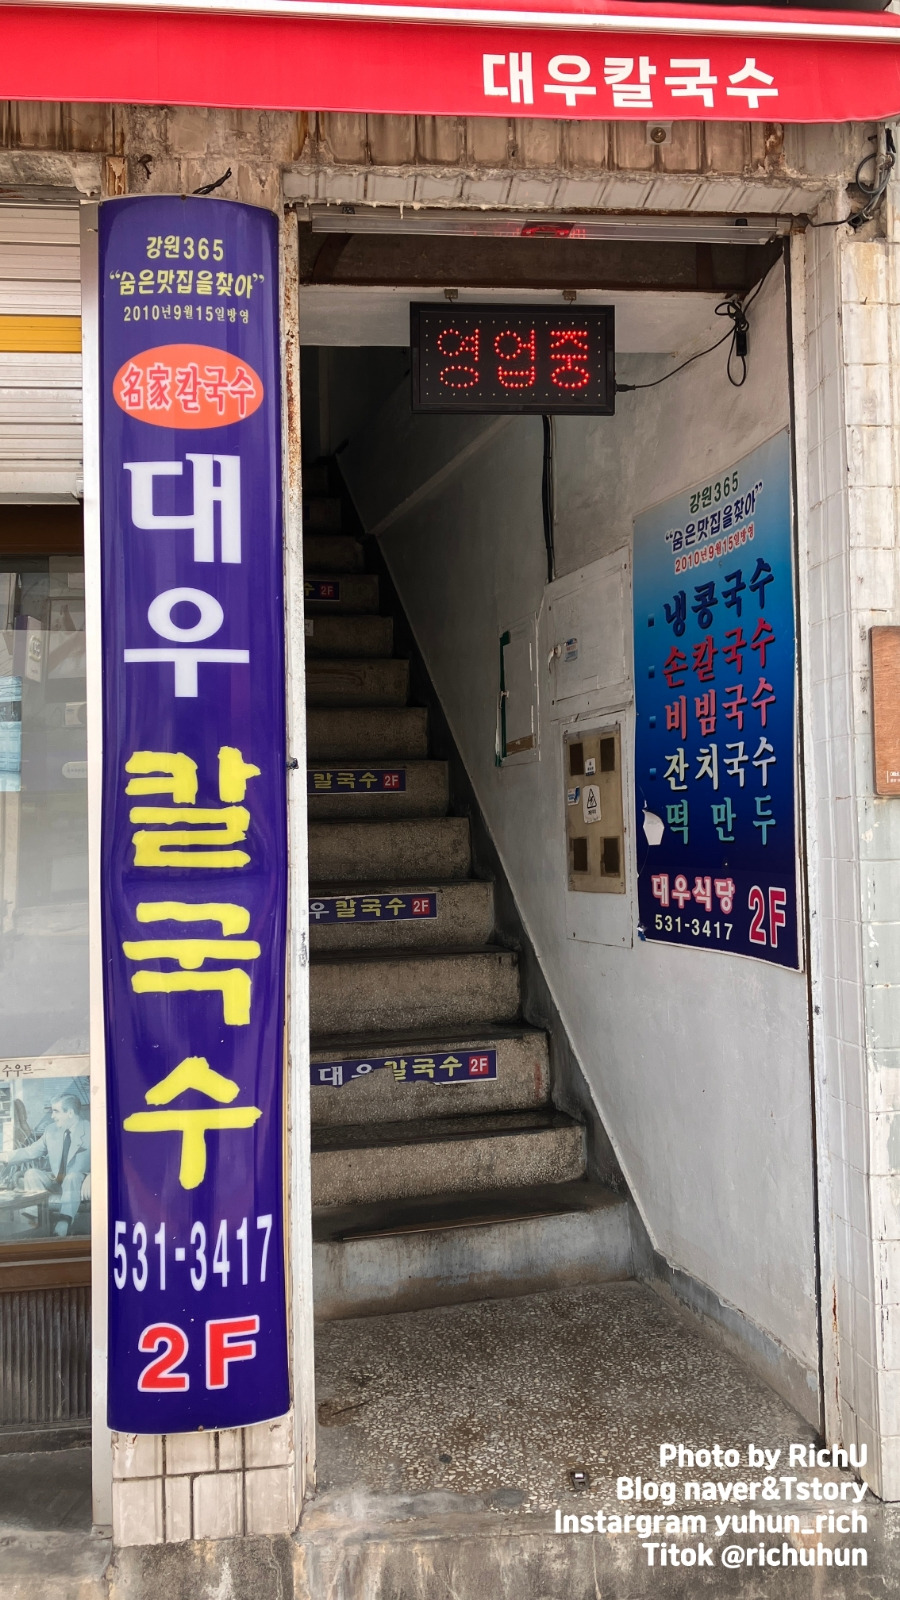 대우칼국수
강원365
“숨은맛집을찾아”
2010년9월15일방영
名家칼국수
대우칼국수
531-3417
2F
영업중
강원365
“숨은맛집을찾아”
2010년9월15일방영
냉콩국수
손칼국수
비빔국수
잔치국수
떡만두
대우식당
531-3417
2F
2F
칼국수 2F
우칼국수 2F
대우칼국수 2F
수우트
Photo by RichU
Blog naver&Tstory
Instargram yuhun_rich
Titok @richuhun